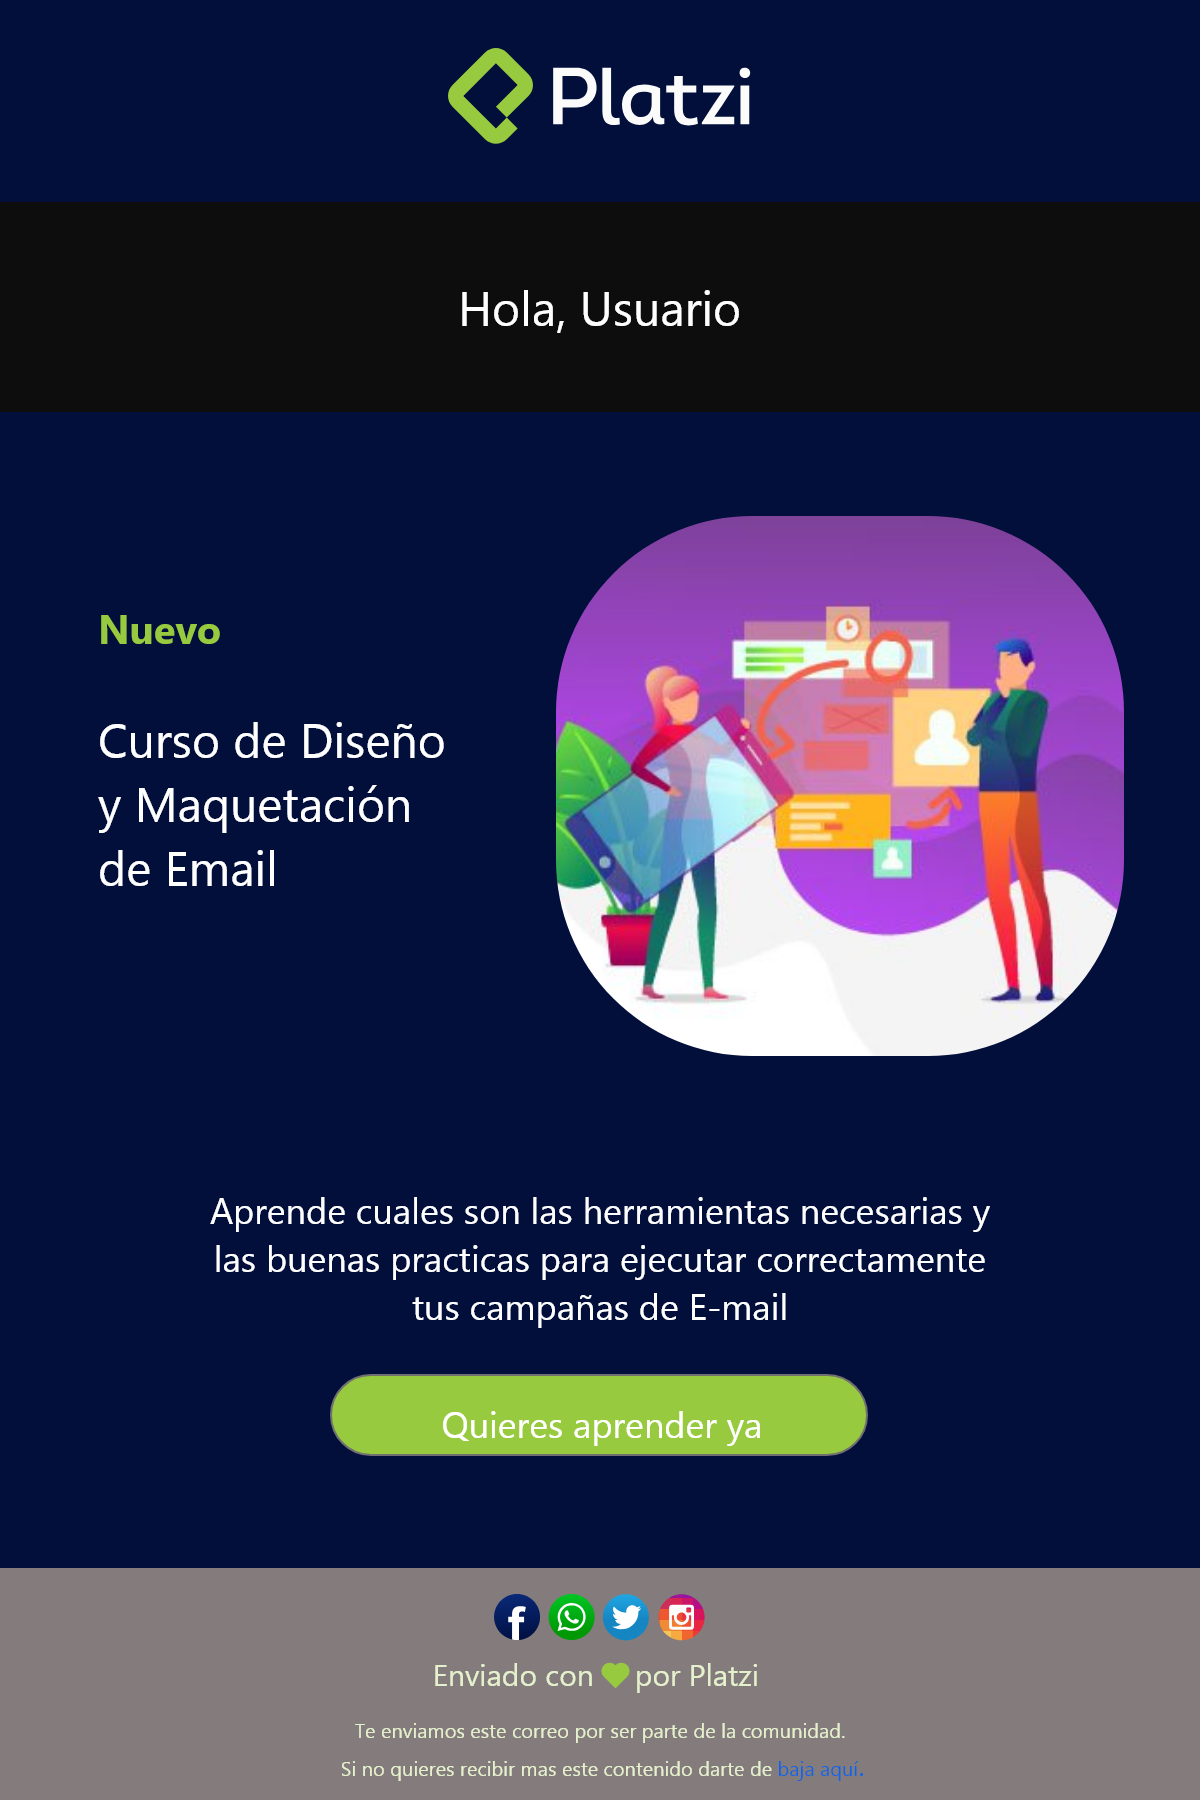 Platzi
Hola, Usuario
Nuevo
Curso de Diseño
y Maquetación
de Email
Aprende cuales son las herramientas necesarias y
las buenas practicas para ejecutar correctamente
tus campañas de E-mail
Quieres aprender ya
Enviado con por Platzi
Te enviamos este correo por ser parte de la comunidad.
Si no quieres recibir mas este contenido darte de baja aquí.